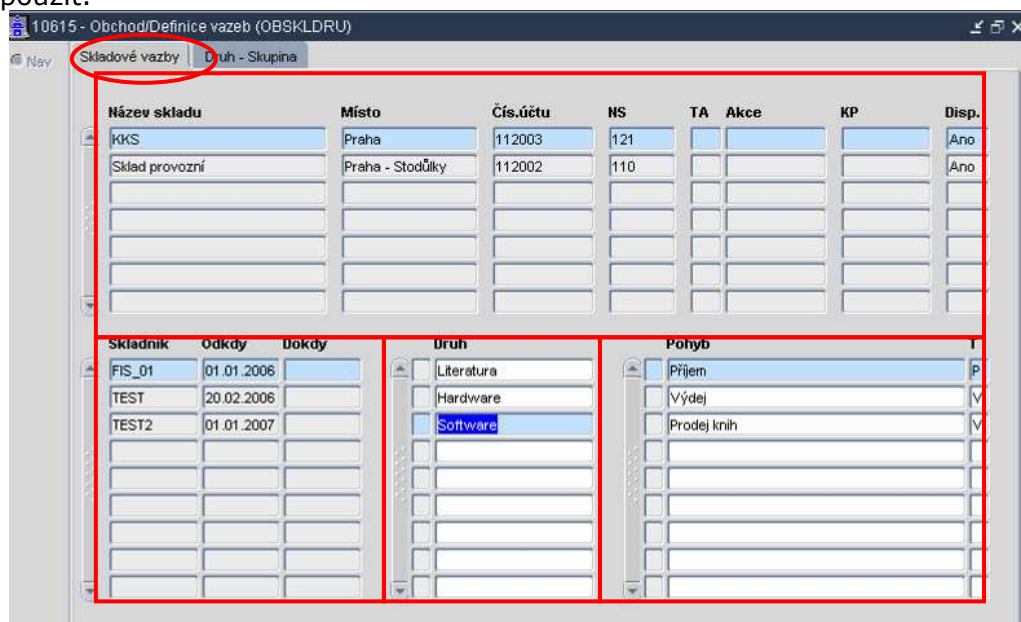 použít.
10615 - Obchod/Definice vazeb (OBSKLDRU)
Nav
Skladové vazby Druh - Skupina
Název skladu Místo Čís.účtu NS TA Akce KP Disp.
KKS Praha 112003 121 Ano
Sklad provozní Praha - Stodůlky 112002 110 Ano
Skladník Odkdy Dokdy Druh Pohyb T
FIS_01 01.01.2006 Literatura Příjem P
TEST 20.02.2006 Hardware Výdej V
TEST2 01.01.2007 Software Prodej knih V